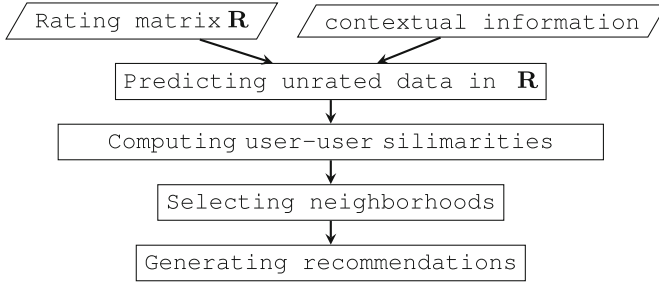 Rating matrix R
contextual information
Predicting unrated data in R
Computing user-user silimarities
Selecting neighborhoods
Generating recommendations